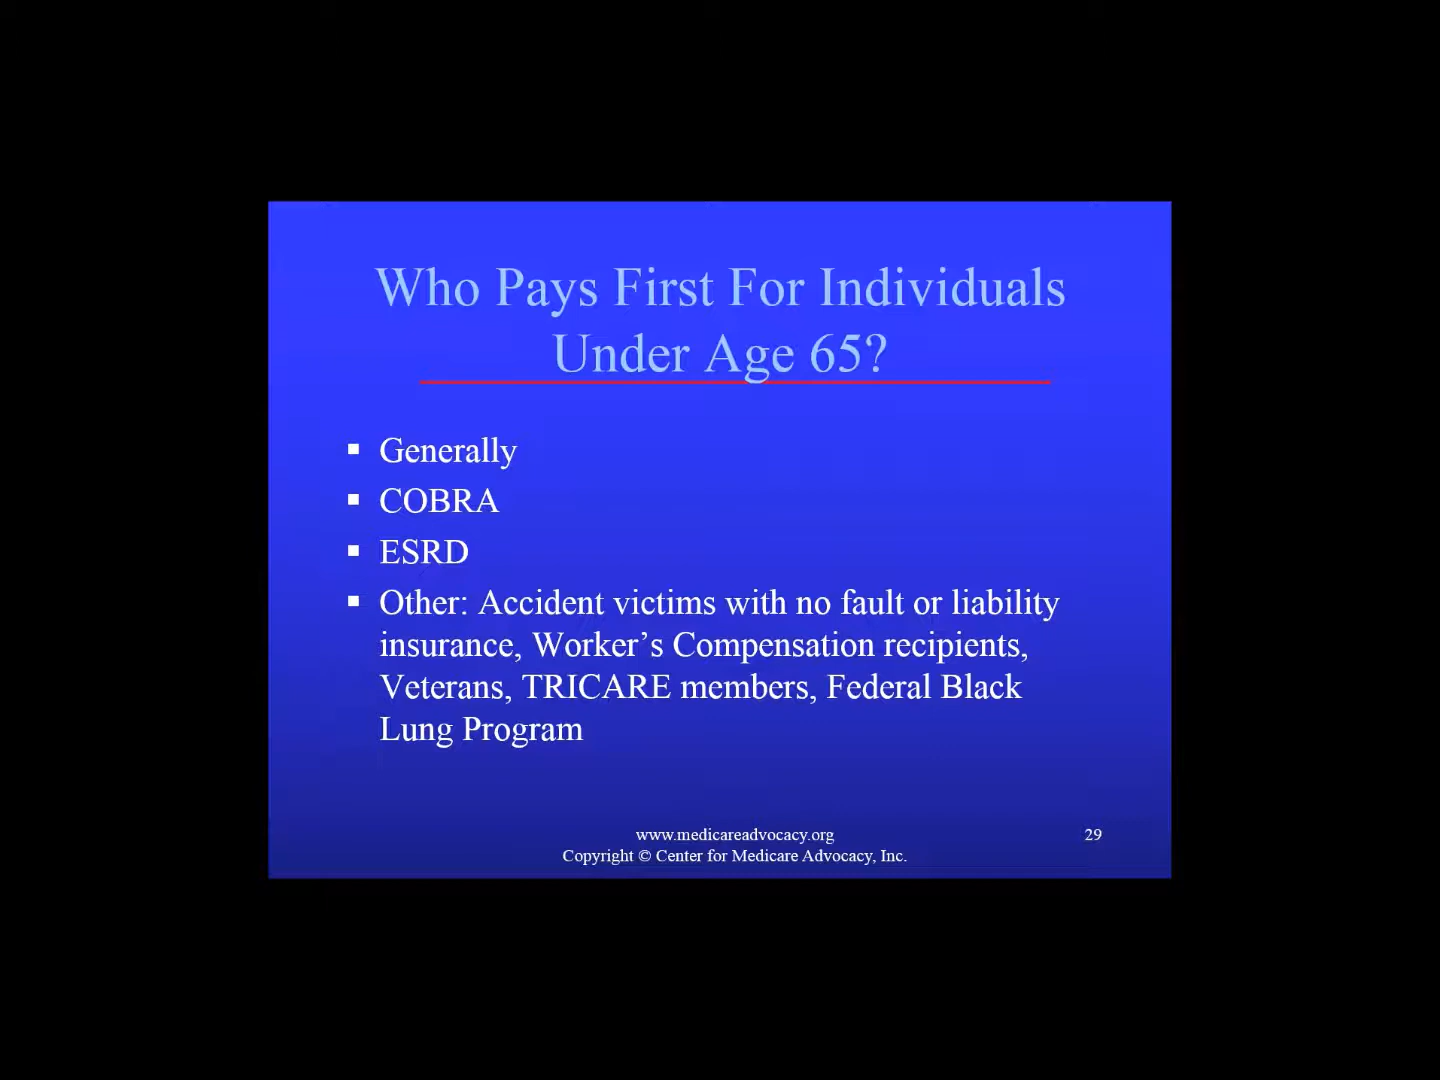 Who Pays First For Individuals
Under Age 65?
▪ Generally
▪ COBRA
▪ ESRD
▪ Other: Accident victims with no fault or liability
insurance, Worker’s Compensation recipients,
Veterans, TRICARE members, Federal Black
Lung Program
www.medicareadvocacy.org
Copyright © Center for Medicare Advocacy, Inc.
29